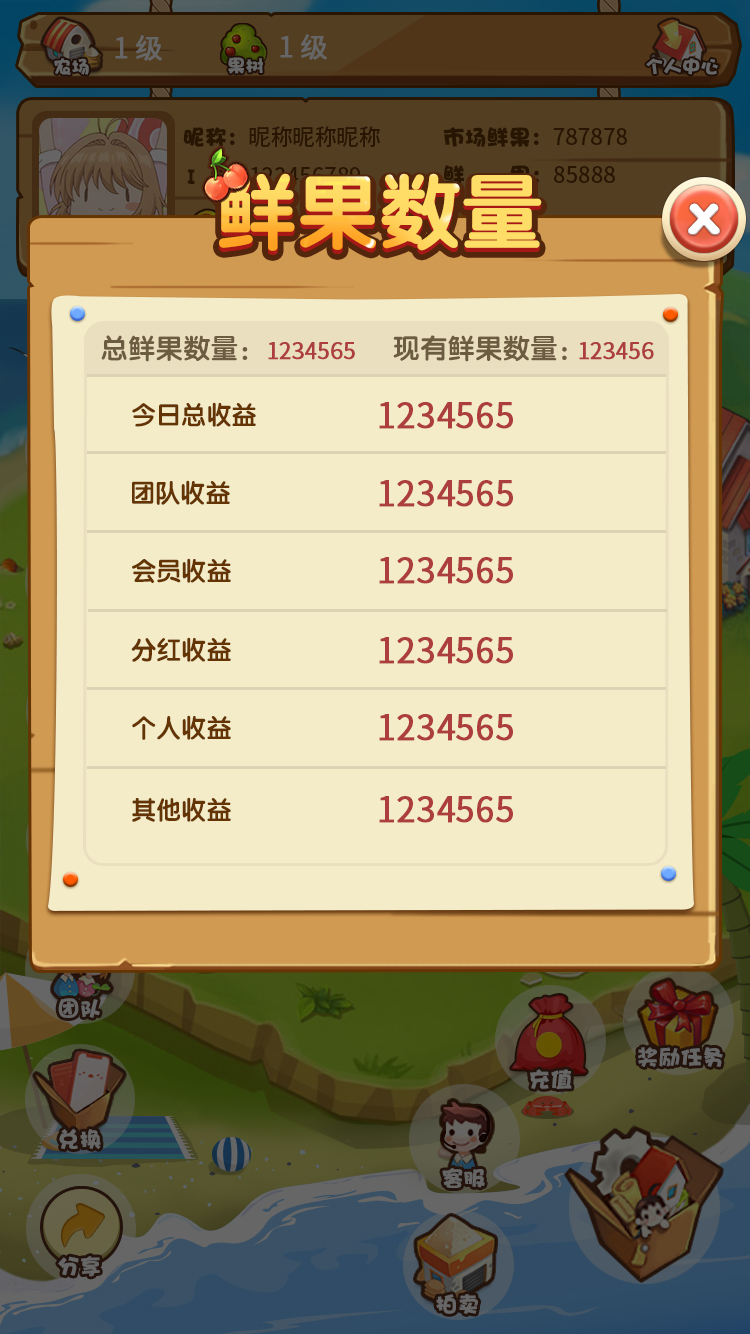 农场 1级 果树 1级 个人中心
昵称: 昵称昵称昵称 市场鲜果: 787878
85888
鲜果数量
总鲜果数量: 1234565 现有鲜果数量: 123456
今日总收益 1234565
团队收益 1234565
会员收益 1234565
分红收益 1234565
个人收益 1234565
其他收益 1234565
团队
充值 奖励任务
兑换
客服
分享
拍卖